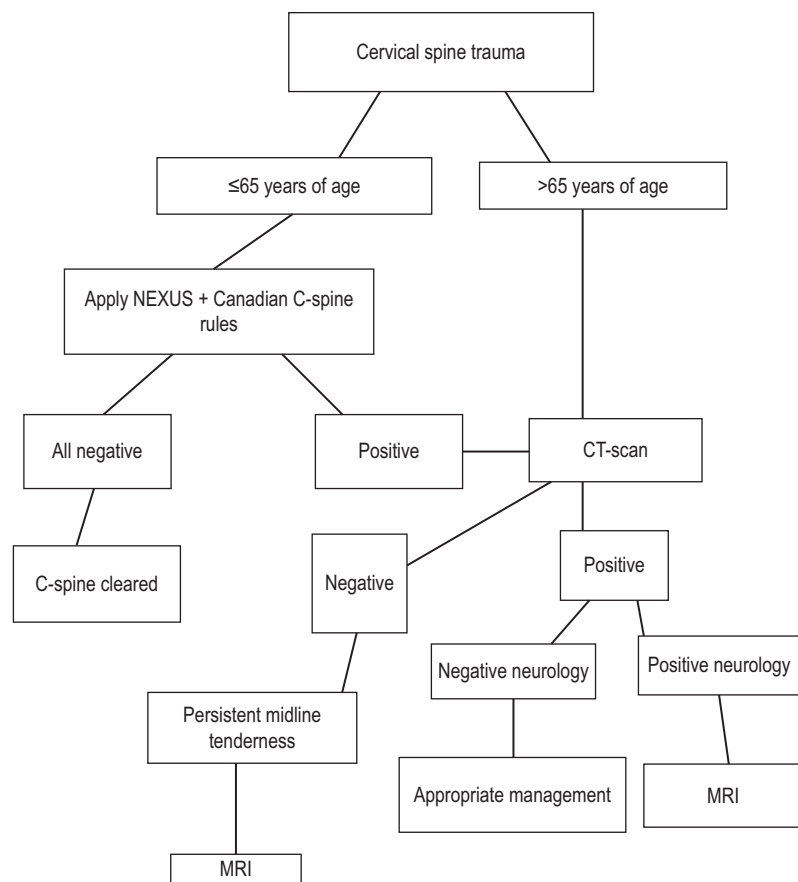 Cervical spine trauma
≤65 years of age
>65 years of age
Apply NEXUS + Canadian C-spine
rules
All negative
Positive
CT-scan
C-spine cleared
Negative
Positive
Negative neurology
Positive neurology
Persistent midline
tenderness
Appropriate management
MRI
MRI